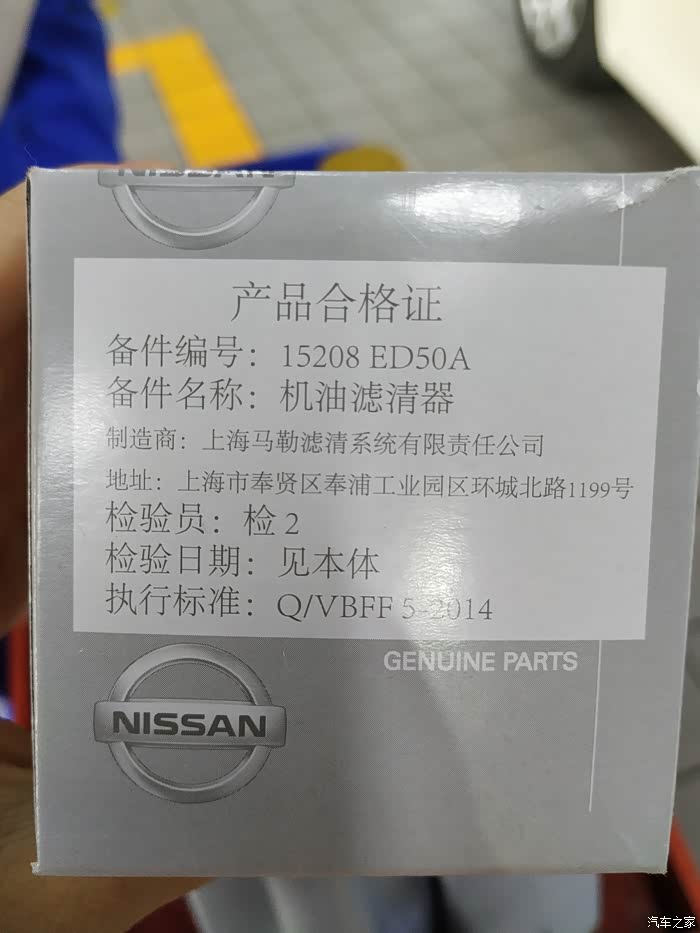 NISSAN
产品合格证
备件编号：15208 ED50A
备件名称：机油滤清器
制造商：上海马勒滤清系统有限责任公司
地址：上海市奉贤区奉浦工业园区环城北路1199号
检验员：检 2
检验日期：见本体
执行标准：Q/VBFF 5-2014
GENUINE PARTS
NISSAN
汽车之家